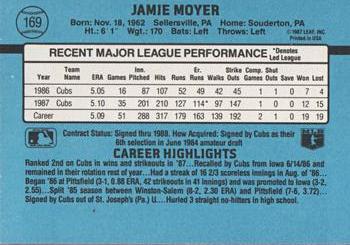 169
JAMIE MOYER
© 1987 LEAF, INC.
PRINTED IN USA
Born: Nov. 18, 1962 Sellersville, PA Home: Souderton, PA
Ht.: 6' 1" Wgt.: 170 Bats: Left Throws: Left
RECENT MAJOR LEAGUE PERFORMANCE *Denotes Led League
Year Team ERA Games Inn. Pitched Hits Runs Er. Runs Walks Strike Outs Comp. Games Shut Outs Saves Won Lost
1986 Cubs 5.05 16 87 107 52 49 42 45 1 1 0 7 4
1987 Cubs 5.10 35 201 210 127 114* 97 147 1 0 0 12 15
Career 5.09 51 288 317 179 163 139 192 2 1 0 19 19
Contract Status: Signed thru 1988. How Acquired: Signed by Cubs as their
6th selection in June 1984 amateur draft
CAREER HIGHLIGHTS
Ranked 2nd on Cubs in wins and strikeouts in '87...Recalled by Cubs from Iowa 6/14/86 and
remained in their rotation rest of year... Had a streak of 16 2/3 scoreless innings in Aug. of '86...
Began '86 at Pittsfield (3-1, 0.88 ERA, 42 strikeouts in 41 innings) and was promoted to Iowa (3-2,
2.55)... Split '85 season between Winston-Salem (8-2, 2.30 ERA) and Pittsfield (7-6, 3.72)...
Signed by Cubs out of St. Joseph's (Pa.) U... Hurled 3 straight no-hitters in high school.